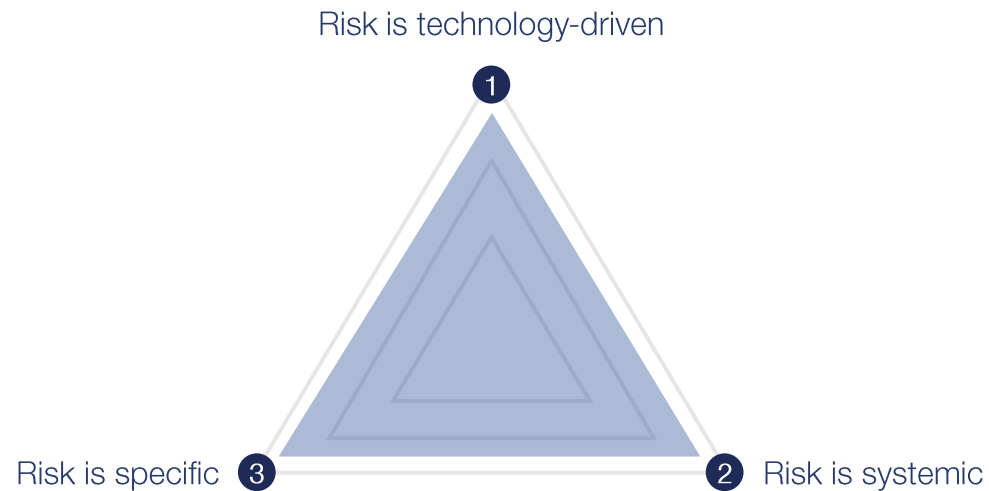 Risk is technology-driven
1
Risk is specific
3
2
Risk is systemic